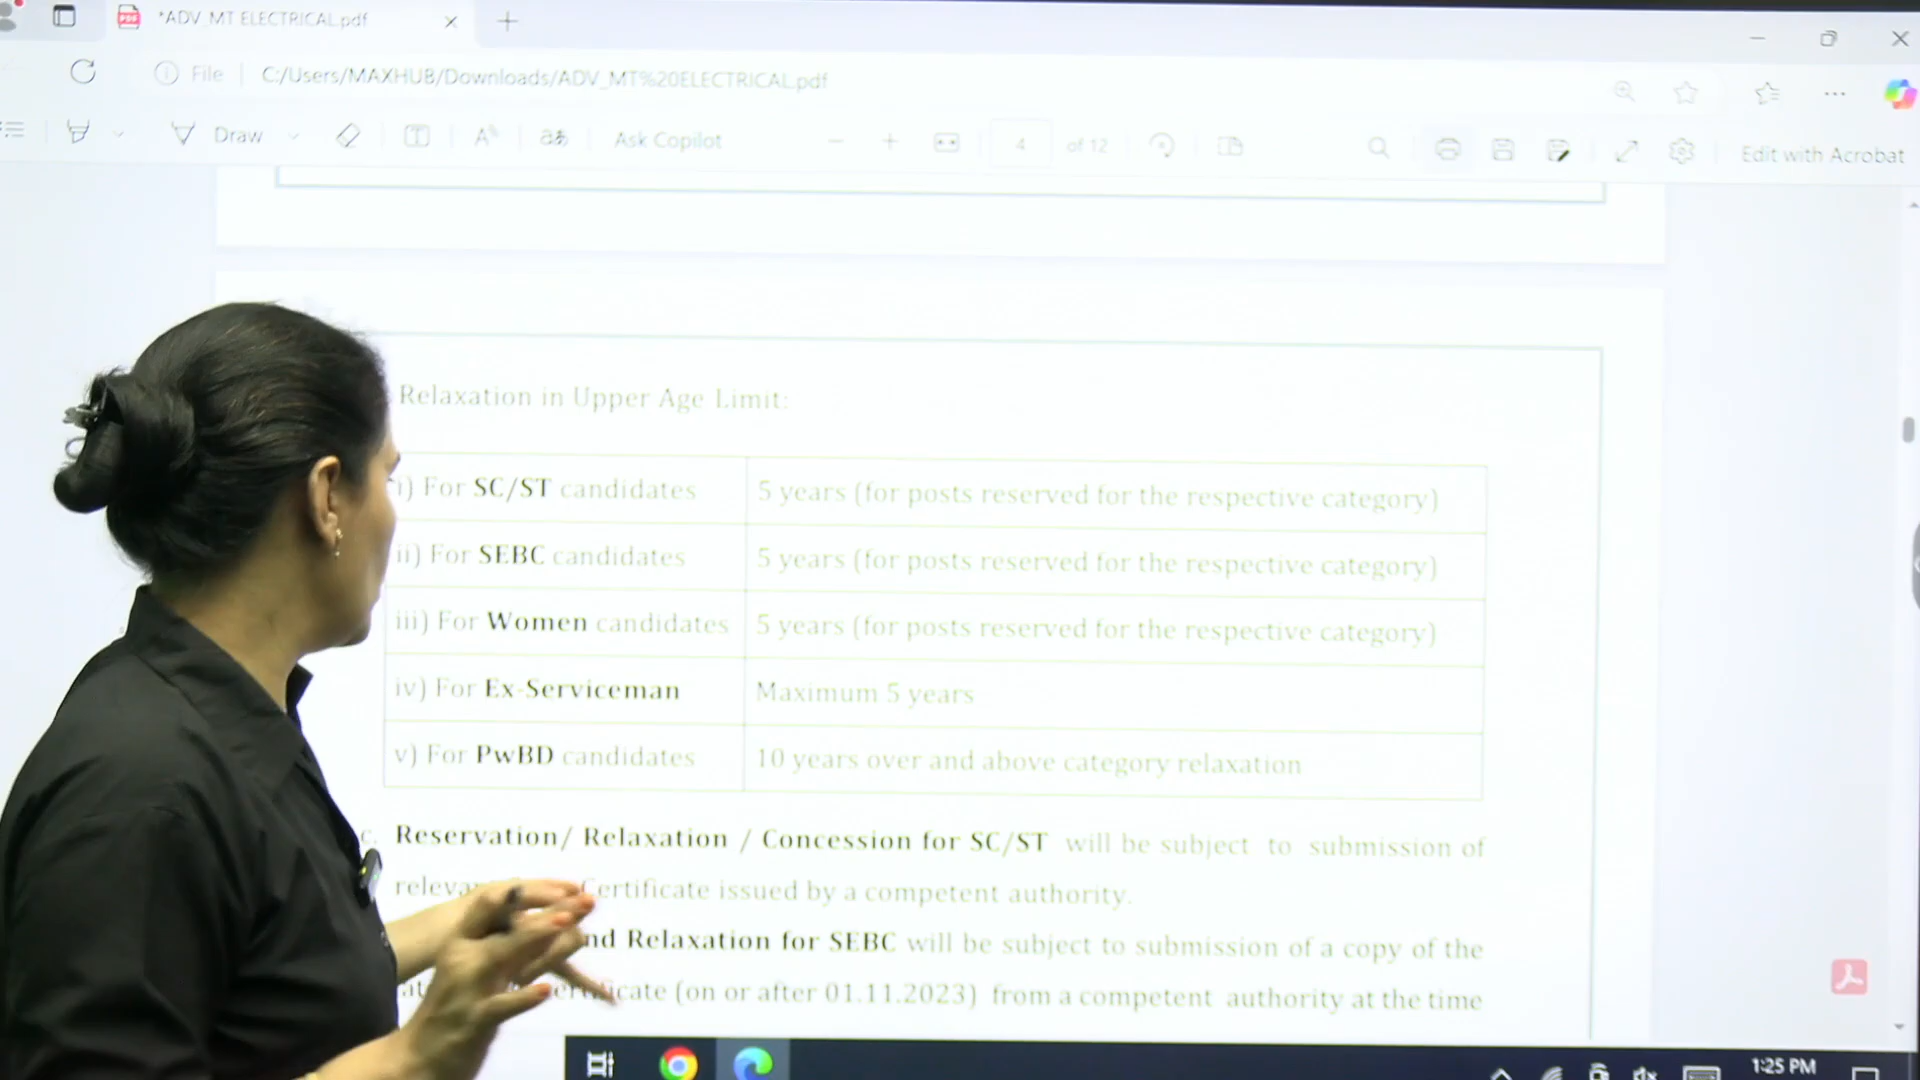 *ADV_MT ELECTRICAL.pdf
File C:/Users/MAXHUB/Downloads/ADV_MT%20ELECTRICAL.pdf
Draw Ask Copilot 4 of 12 Edit with Acrobat
Relaxation in Upper Age Limit:
i) For SC/ST candidates 5 years (for posts reserved for the respective category)
ii) For SEBC candidates 5 years (for posts reserved for the respective category)
iii) For Women candidates 5 years (for posts reserved for the respective category)
iv) For Ex-Serviceman Maximum 5 years
v) For PwBD candidates 10 years over and above category relaxation
c. Reservation/ Relaxation / Concession for SC/ST will be subject to submission of
Certificate issued by a competent authority.
Relaxation for SEBC will be subject to submission of a copy of the
(on or after 01.11.2023) from a competent authority at the time
1:25 PM